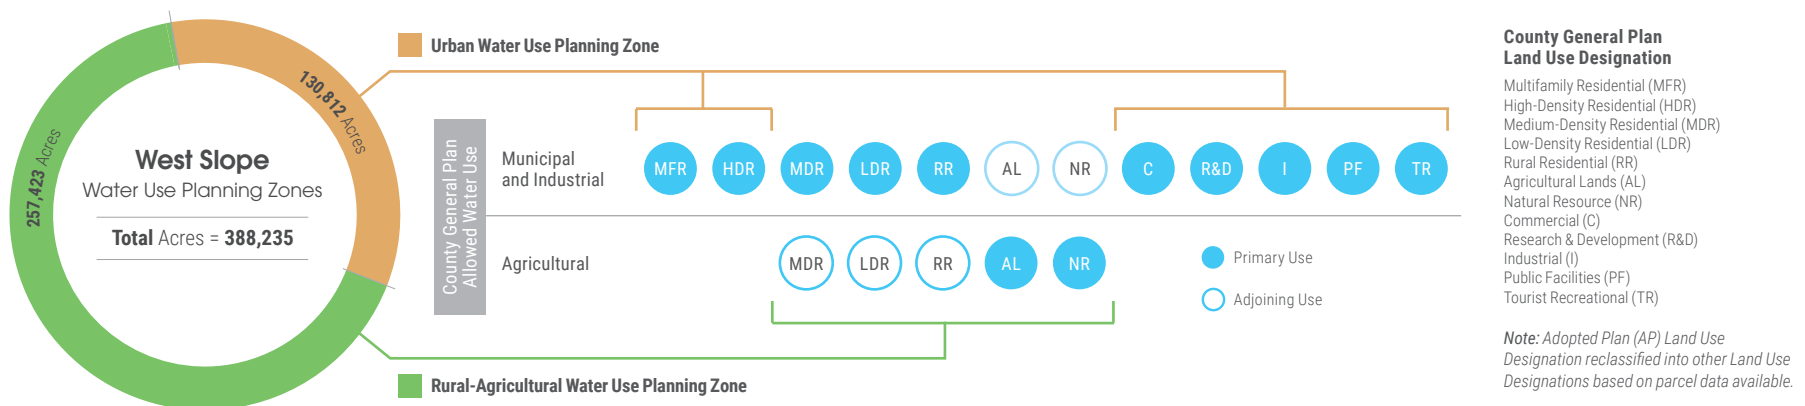 257,423 Acres
130,812 Acres
West Slope
Water Use Planning Zones
Total Acres = 388,235
Urban Water Use Planning Zone
County General Plan
Allowed Water Use
Municipal
and Industrial
MFR HDR MDR LDR RR AL NR C R&D I PF TR
Agricultural
MDR LDR RR AL NR
Primary Use
Adjoining Use
Rural-Agricultural Water Use Planning Zone
County General Plan
Land Use Designation
Multifamily Residential (MFR)
High-Density Residential (HDR)
Medium-Density Residential (MDR)
Low-Density Residential (LDR)
Rural Residential (RR)
Agricultural Lands (AL)
Natural Resource (NR)
Commercial (C)
Research & Development (R&D)
Industrial (I)
Public Facilities (PF)
Tourist Recreational (TR)
Note: Adopted Plan (AP) Land Use
Designation reclassified into other Land Use
Designations based on parcel data available.